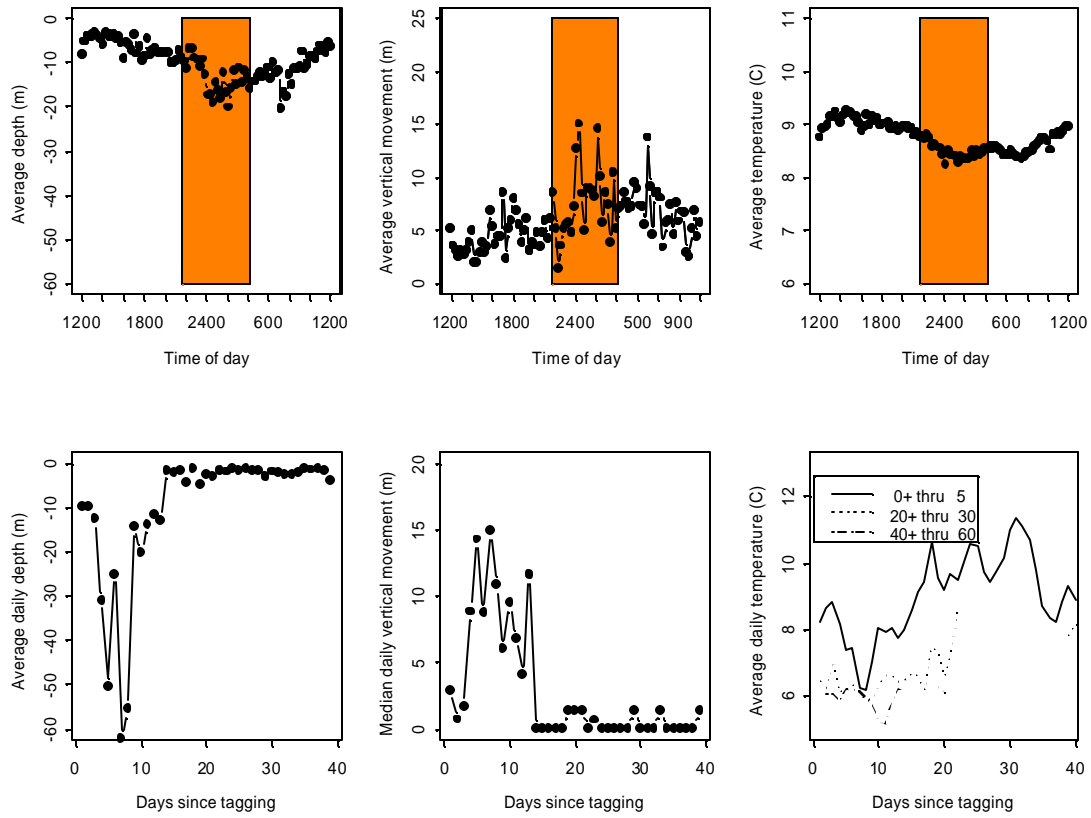 Average depth (m)
0
-10
-20
-30
-40
-50
-60
1200 1800 2400 600 1200
Time of day
Average vertical movement (m)
25
20
15
10
5
0
1200 1800 2400 500 900
Time of day
Average temperature (C)
11
10
9
8
7
6
1200 1800 2400 600 1200
Time of day
Average daily depth (m)
0
-10
-20
-30
-40
-50
-60
0 10 20 30 40
Days since tagging
Median daily vertical movement (m)
20
15
10
5
0
0 10 20 30 40
Days since tagging
Average daily temperature (C)
12
10
8
6
0+ thru 5
20+ thru 30
40+ thru 60
0 10 20 30 40
Days since tagging